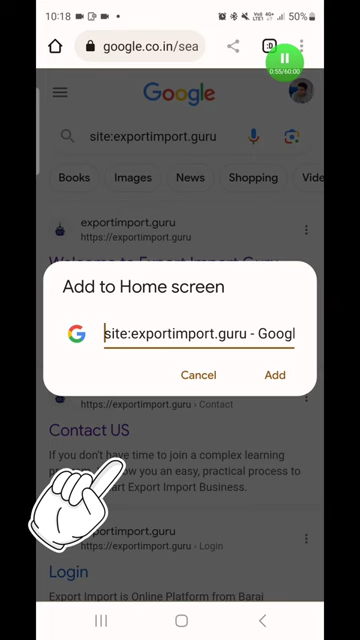 10:18
Vo)
LTE1
4G+
50%
google.co.in/sea
:D
0:55/60:00
Google
site:exportimport.guru
Books Images News Shopping Vide
exportimport.guru
https://exportimport.guru
Welcome to Export Import Guru
Add to Home screen
G site:exportimport.guru - Googl
Cancel Add
https://exportimport.guru › Contact
Contact US
If you don't have time to join a complex learning
you an easy, practical process to
art Export Import Business.
portimport.guru
exportimport.guru › Login
Login
Export Import is Online Platform from Barai